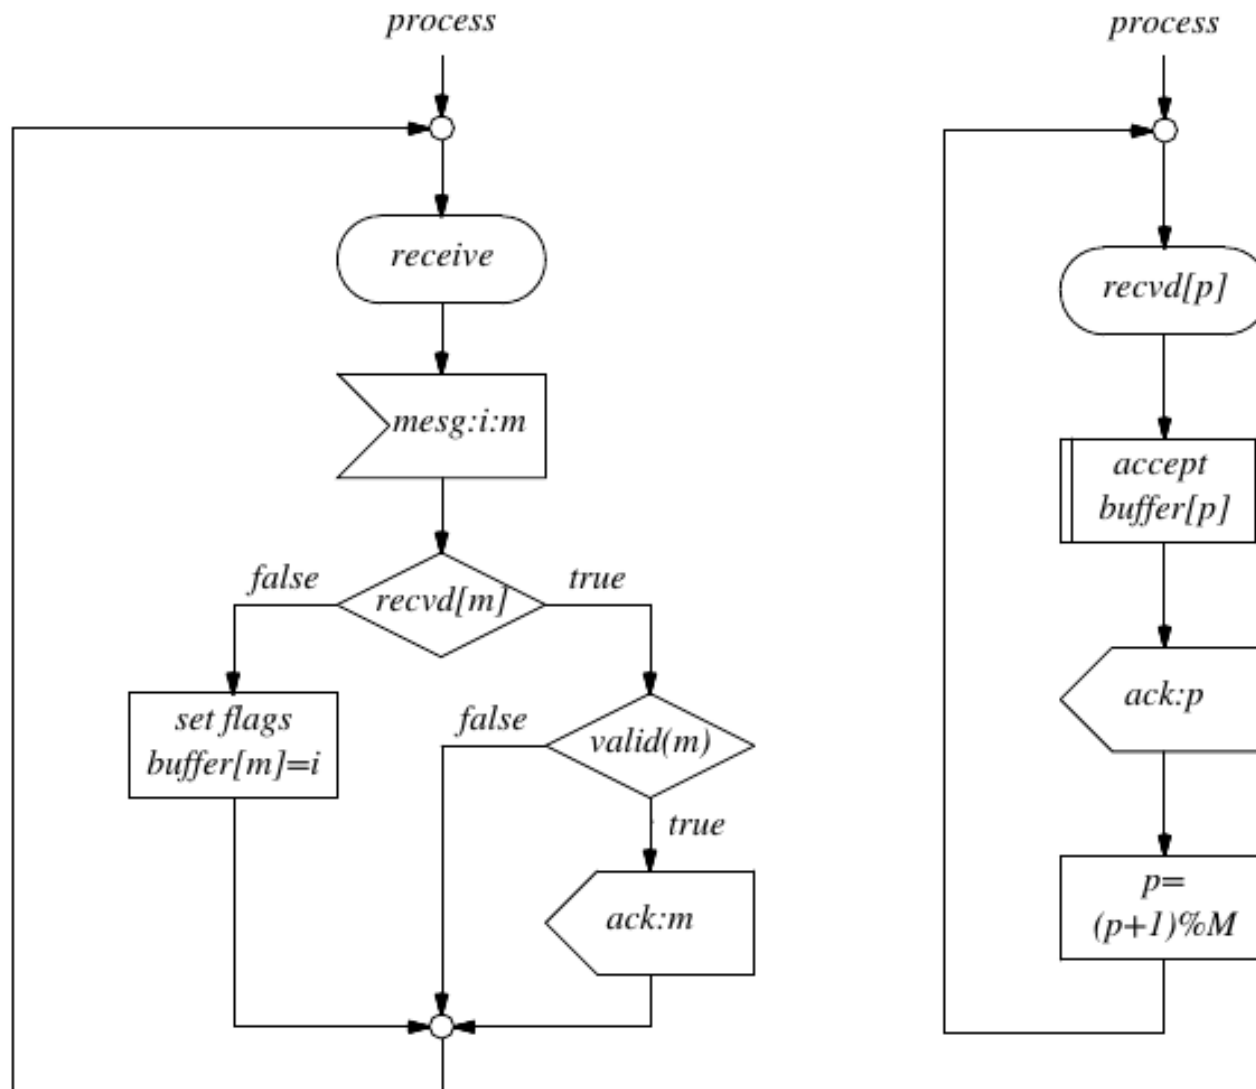 process
receive
mesg:i:m
false
recvd[m]
true
set flags
buffer[m]=i
false
valid(m)
true
ack:m
process
recvd[p]
accept
buffer[p]
ack:p
p=
(p+1)%M